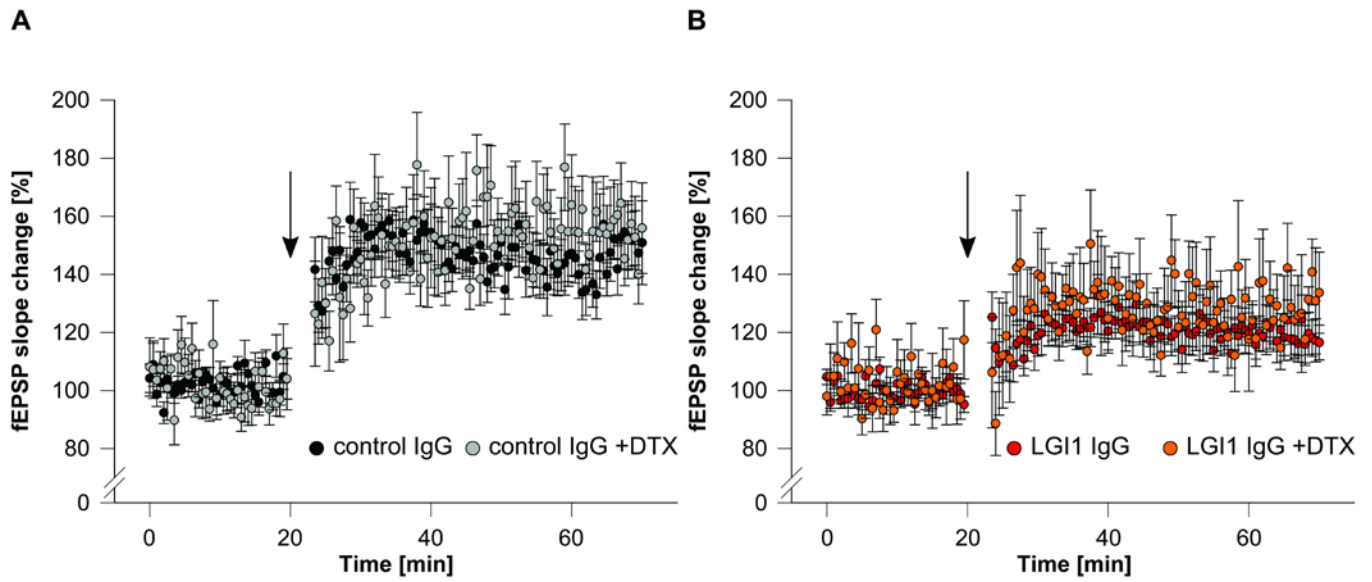 A
fEPSP slope change [%]
200
180
160
140
120
100
80
0
control IgG
control IgG +DTX
0
20
40
60
Time [min]
B
fEPSP slope change [%]
200
180
160
140
120
100
80
0
LGI1 IgG
LGI1 IgG +DTX
0
20
40
60
Time [min]